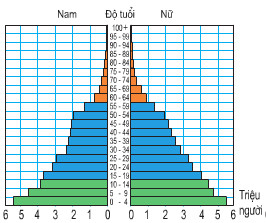 Nam Độ tuổi Nữ
100+
95 - 99
90 - 94
85 - 89
80 - 84
75 - 79
70 - 74
65 - 69
60 - 64
55 - 59
50 - 54
45 - 49
40 - 44
35 - 39
30 - 34
25 - 29
20 - 24
15 - 19
10 - 14
5 - 9
0 - 4
Triệu
người
6 5 4 3 2 1 0 0 1 2 3 4 5 6